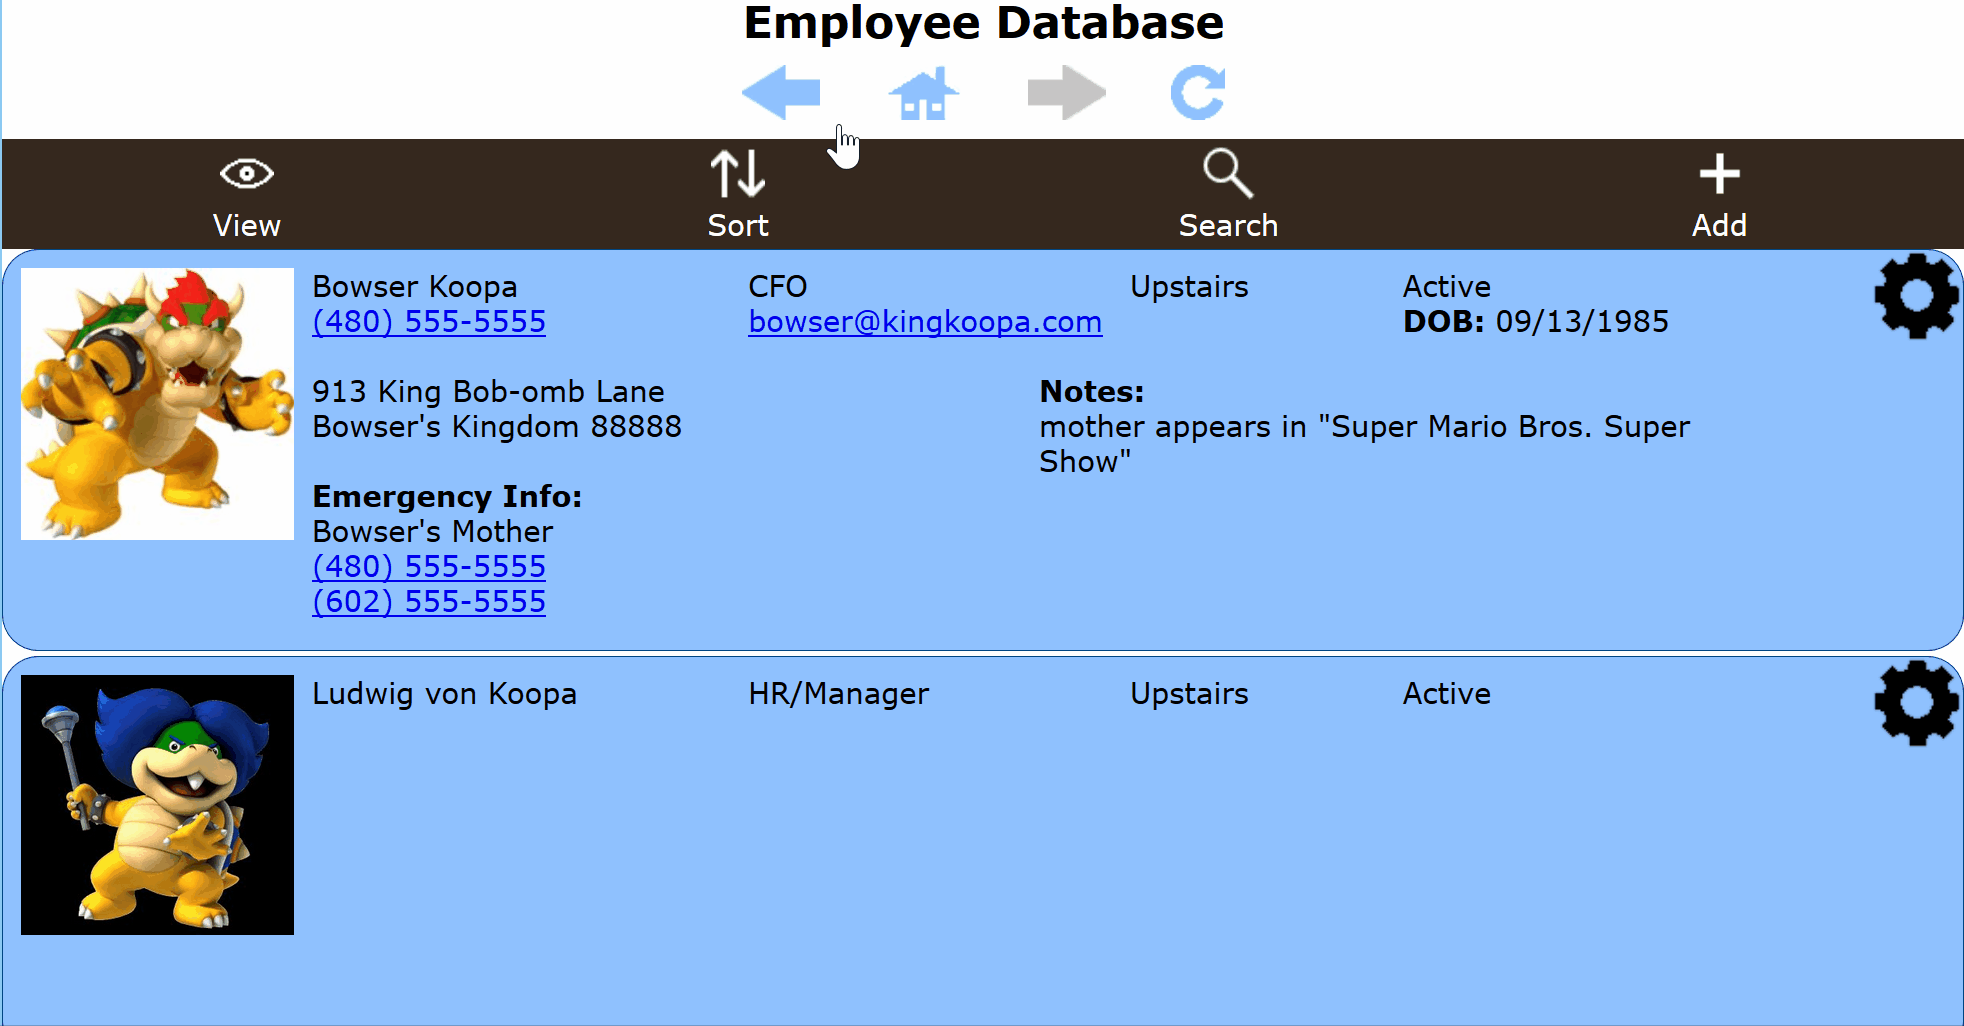 Employee Database
View Sort Search Add
Bowser Koopa CFO Upstairs Active
(480) 555-5555 bowser@kingkoopa.com DOB: 09/13/1985
913 King Bob-omb Lane Notes:
Bowser's Kingdom 88888 mother appears in "Super Mario Bros. Super
Show"
Emergency Info:
Bowser's Mother
(480) 555-5555
(602) 555-5555
Ludwig von Koopa HR/Manager Upstairs Active